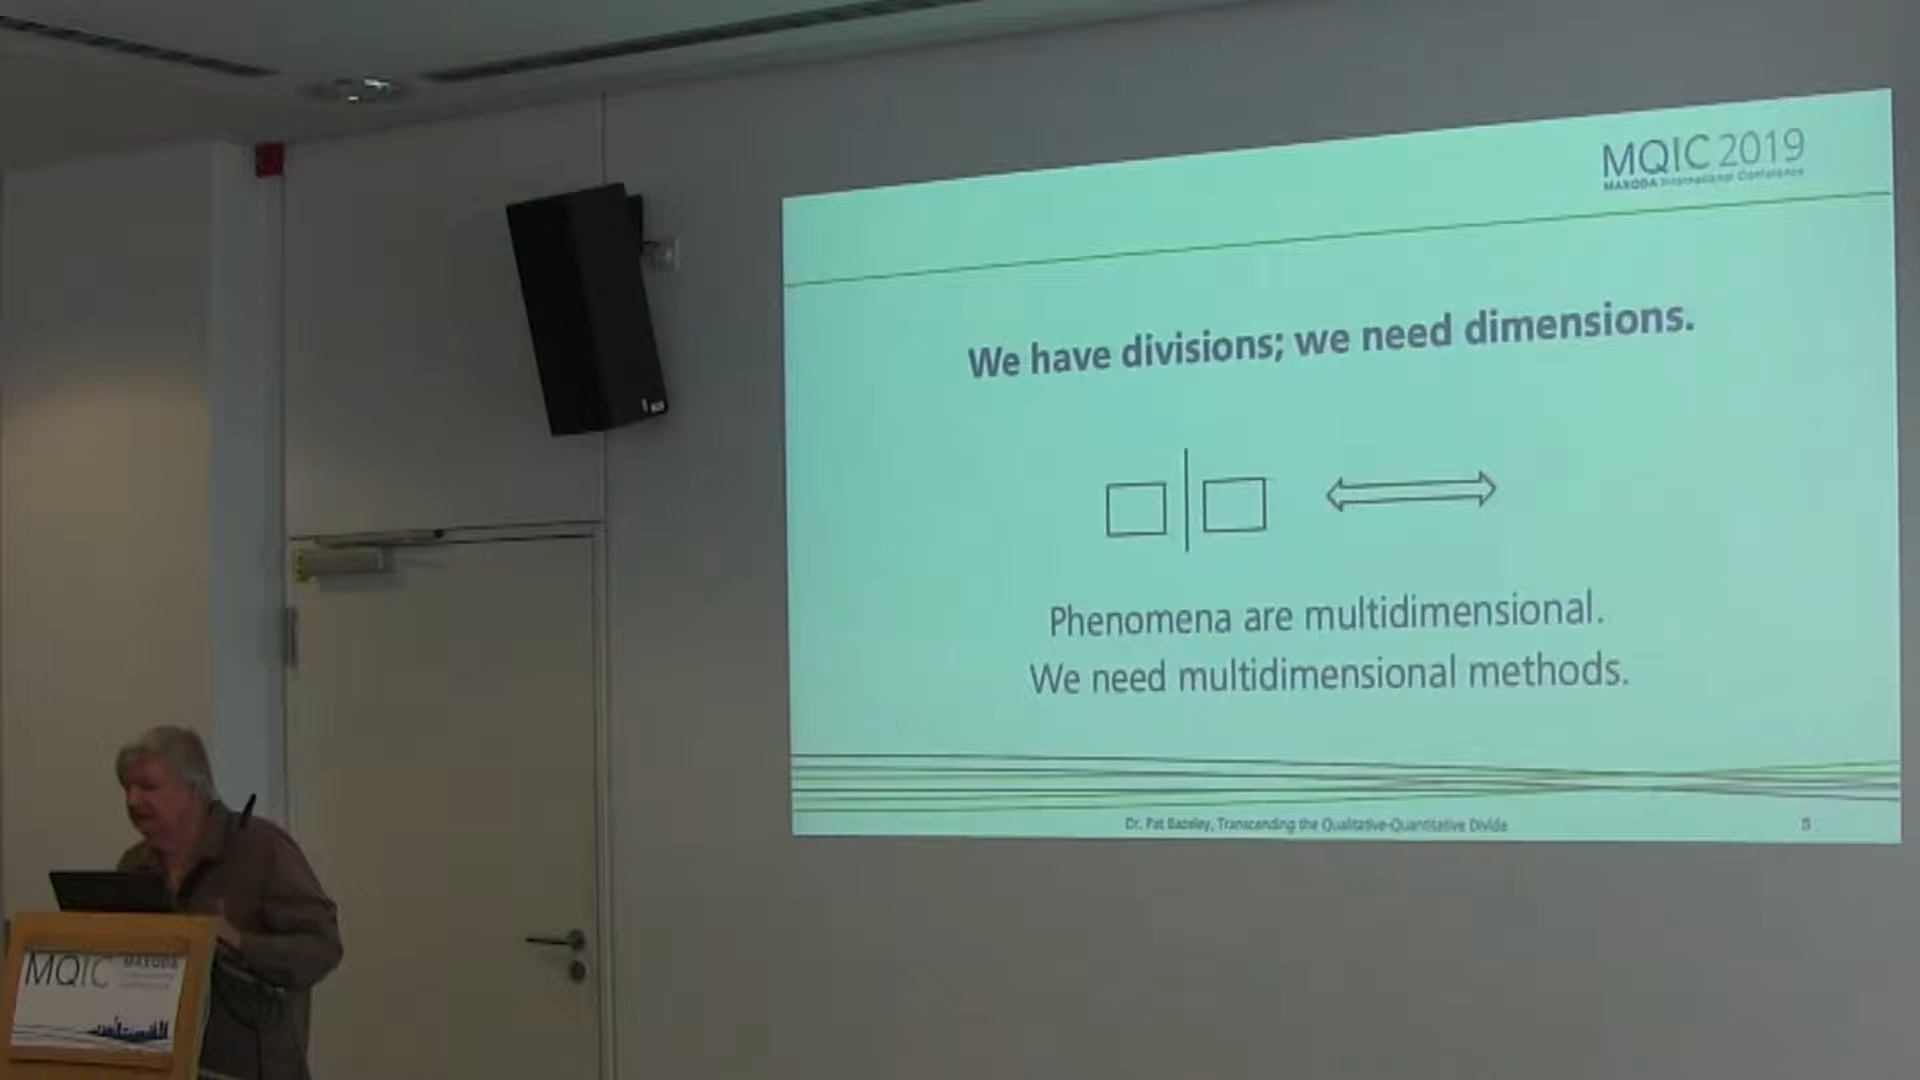 MQIC 2019
MAXQDA International Conference
We have divisions; we need dimensions.
Phenomena are multidimensional.
We need multidimensional methods.
Dr. Pat Bazeley, Transcending the Qualitative-Quantitative Divide
5
MQIC
MAXQDA